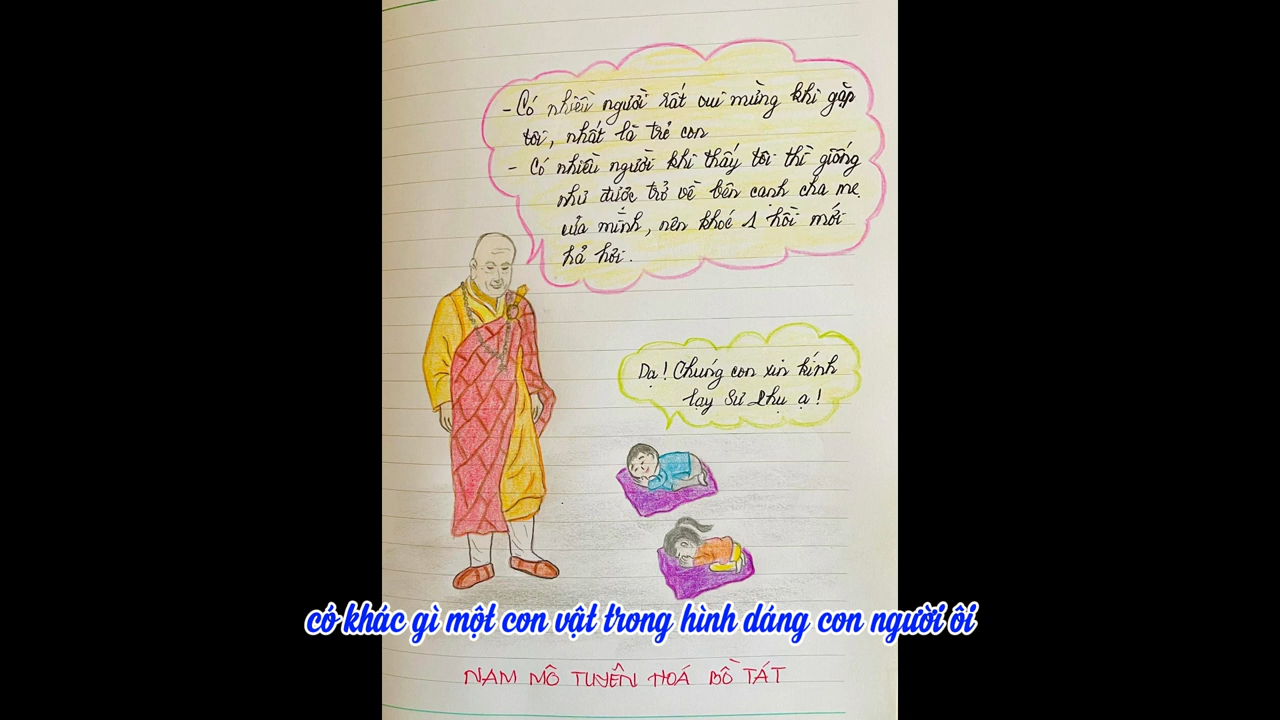 - Có nhiều người rất vui mừng khi gặp
tôi, nhất là trẻ con
- Có nhiều người khi thấy tôi thì giống
như được trở về bên cạnh cha mẹ
của mình, nên khóc 1 hồi mới
hả hởi.
Dạ! Chúng con xin kính
lạy Sư Phụ ạ!
có khác gì một con vật trong hình dáng con người ôi
NAM MÔ TUYÊN HOÁ BỒ TÁT